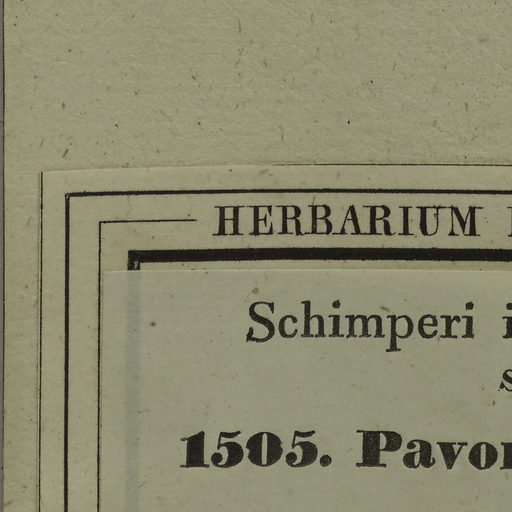 HERBARIUM
Schimperi i
s
1505. Pavon